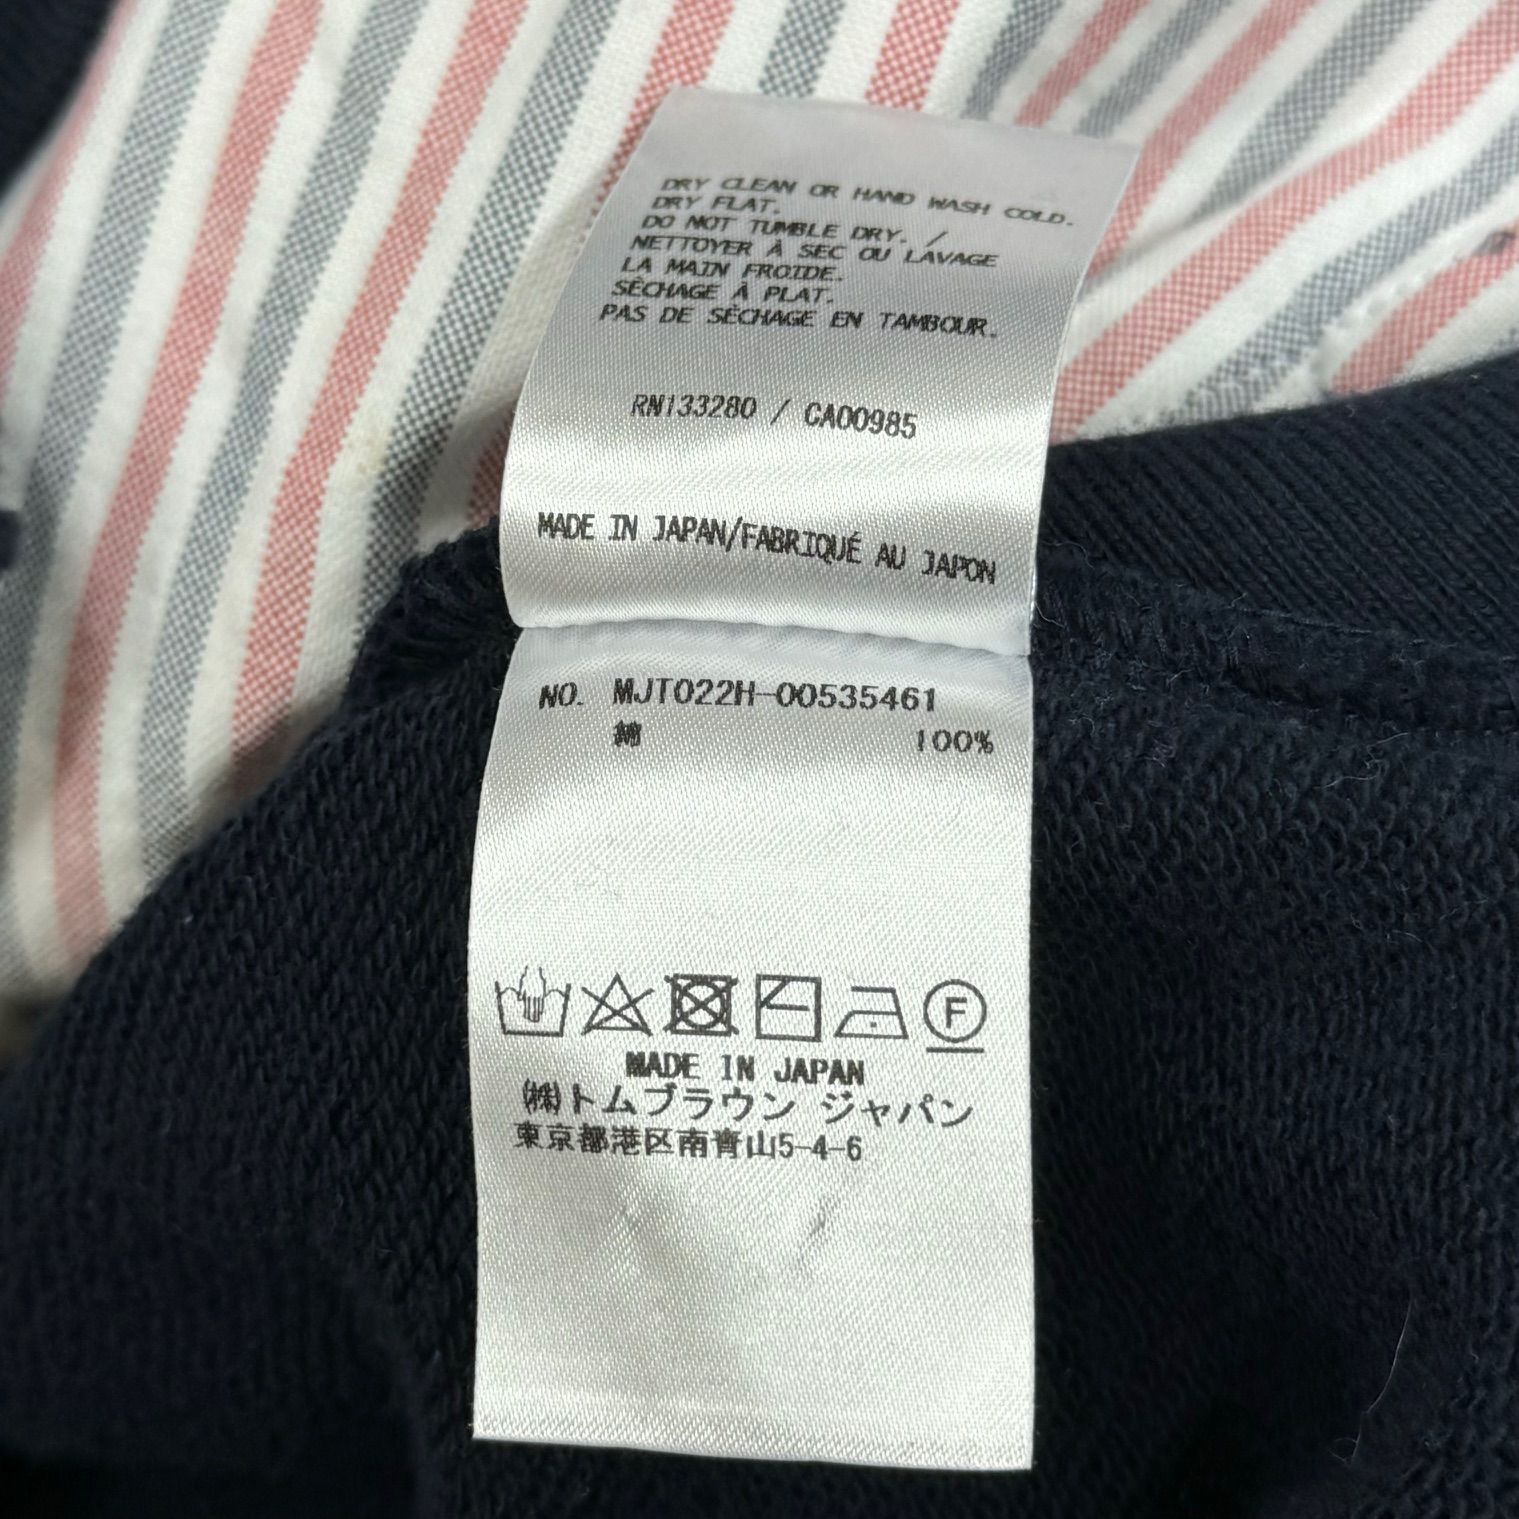 DRY CLEAN OR HAND WASH COLD.
DRY FLAT.
DO NOT TUMBLE DRY. /
NETTOYER À SEC OU LAVAGE
LA MAIN FROIDE.
SÈCHAGE À PLAT.
PAS DE SÈCHAGE EN TAMBOUR.
RN133280 / CA00985
MADE IN JAPAN/FABRIQUÉ AU JAPON
NO. MJT022H-00535461
綿 100%
F
MADE IN JAPAN
㈱トムブラウン ジャパン
東京都港区南青山5-4-6